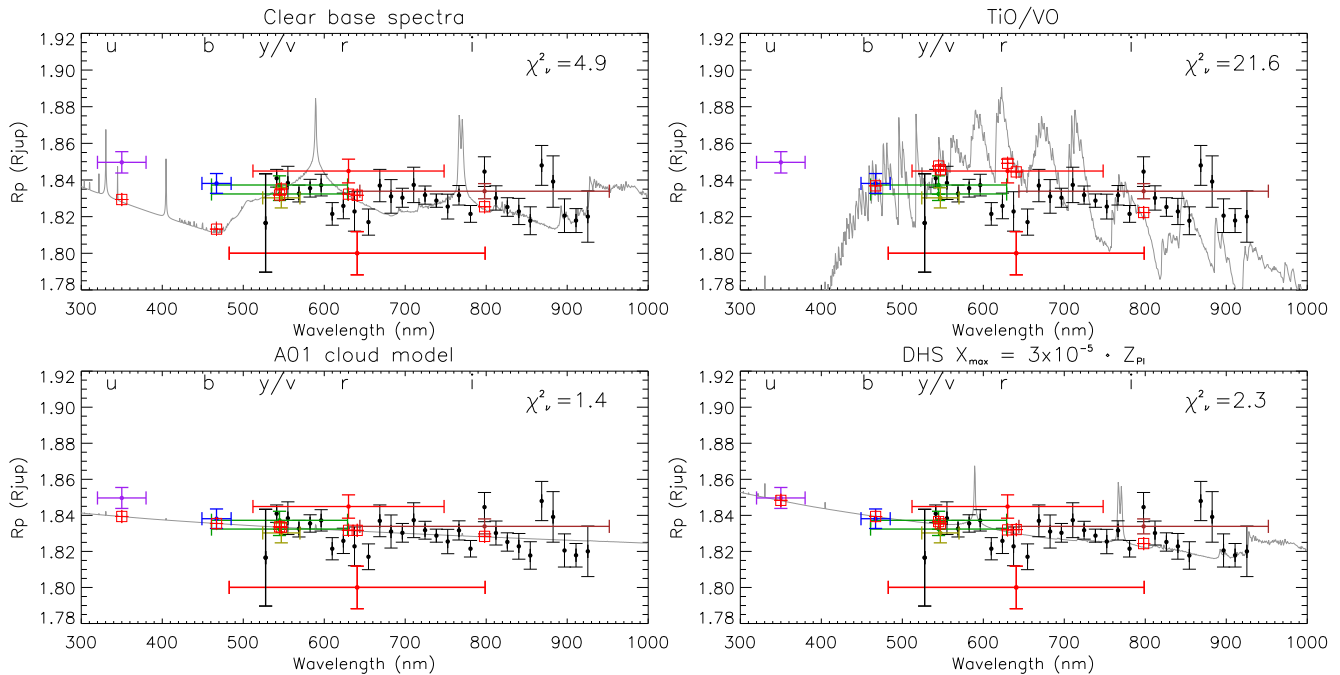 Clear base spectra
TiO/VO
u b y/v r i
χ²ᵥ=4.9
u b y/v r i
χ²ᵥ=21.6
1.92
1.90
1.88
1.86
1.84
1.82
1.80
1.78
Rp (Rjup)
1.92
1.90
1.88
1.86
1.84
1.82
1.80
1.78
Rp (Rjup)
300 400 500 600 700 800 900 1000
Wavelength (nm)
300 400 500 600 700 800 900 1000
Wavelength (nm)
A01 cloud model
DHS Xmax = 3x10⁻⁵ · ZPl
u b y/v r i
χ²ᵥ=1.4
u b y/v r i
χ²ᵥ=2.3
1.92
1.90
1.88
1.86
1.84
1.82
1.80
1.78
Rp (Rjup)
1.92
1.90
1.88
1.86
1.84
1.82
1.80
1.78
Rp (Rjup)
300 400 500 600 700 800 900 1000
Wavelength (nm)
300 400 500 600 700 800 900 1000
Wavelength (nm)